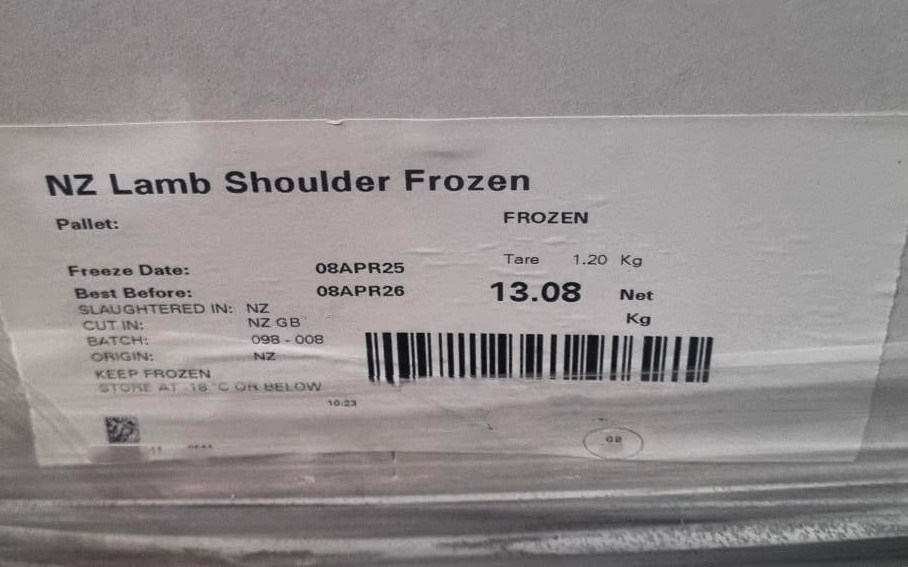 NZ Lamb Shoulder Frozen
Pallet:
FROZEN
Freeze Date: 08APR25
Tare 1.20 Kg
Best Before: 08APR26
13.08 Net
Kg
SLAUGHTERED IN: NZ
CUT IN: NZ GB
BATCH: 098 - 008
ORIGIN: NZ
KEEP FROZEN
STORE AT -18 °C OR BELOW
10:23
GB